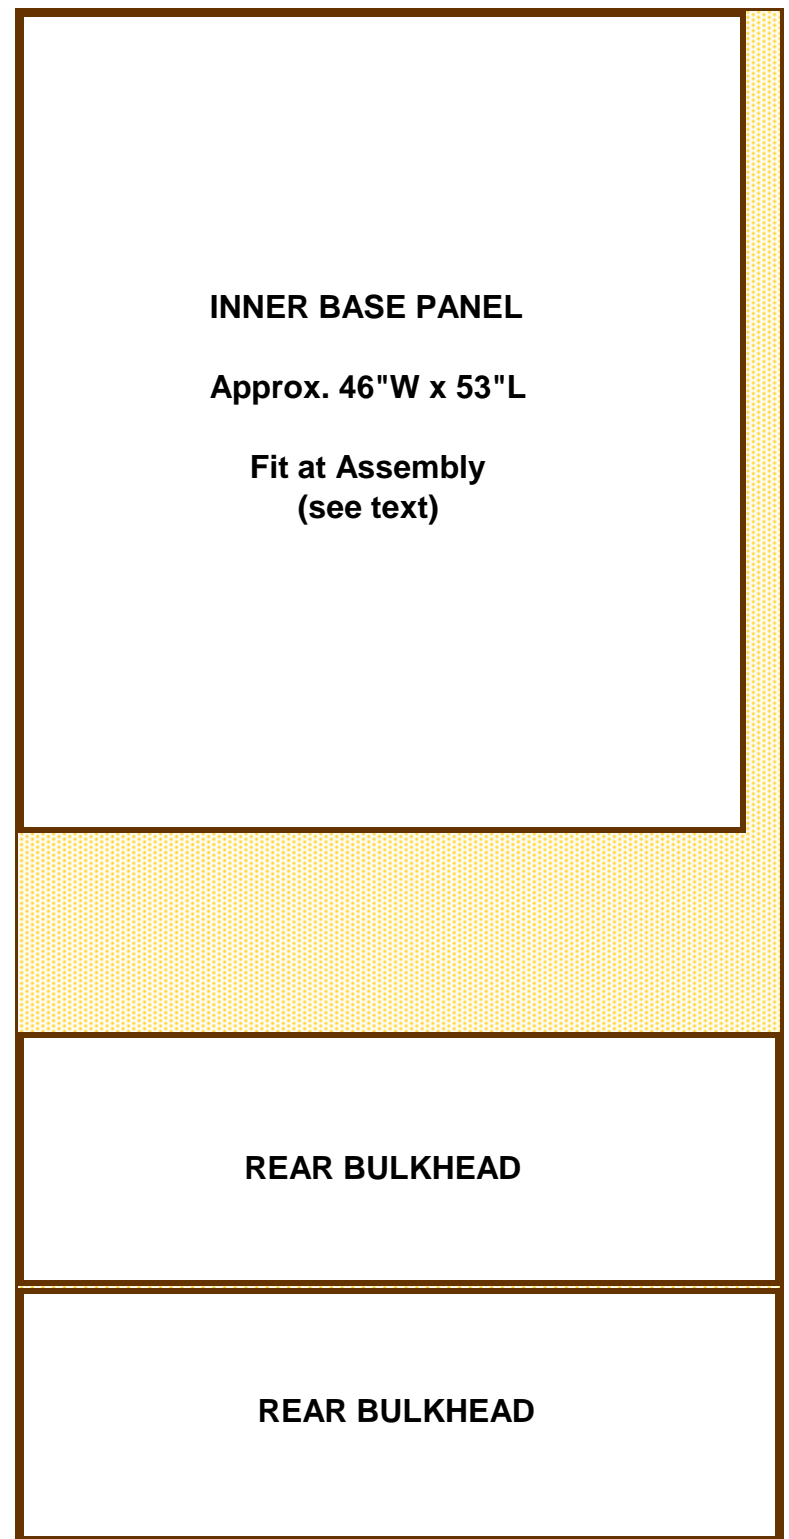 INNER BASE PANEL
Approx. 46"W x 53"L
Fit at Assembly
(see text)
REAR BULKHEAD
REAR BULKHEAD